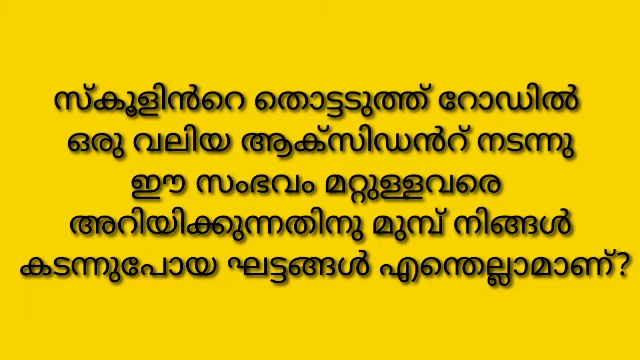 സ്കൂളിൻറെ തൊട്ടടുത്ത് റോഡിൽ
ഒരു വലിയ ആക്സിഡൻറ് നടന്നു
ഈ സംഭവം മറ്റുള്ളവരെ
അറിയിക്കുന്നതിനു മുമ്പ് നിങ്ങൾ
കടന്നുപോയ ഘട്ടങ്ങൾ എന്തെല്ലാമാണ്?